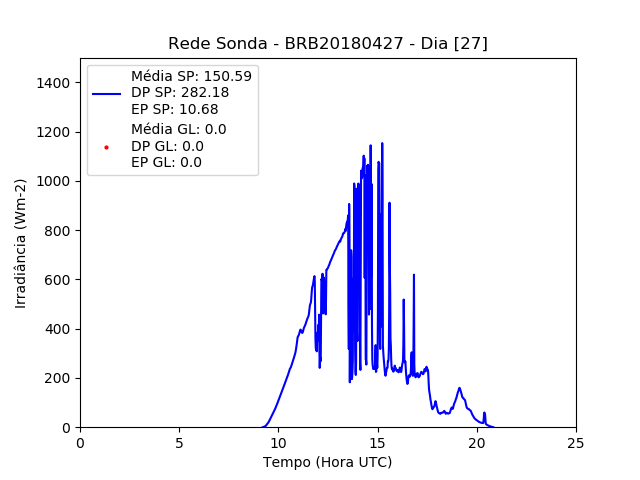 Rede Sonda - BRB20180427 - Dia [27]
Média SP: 150.59
DP SP: 282.18
EP SP: 10.68
Média GL: 0.0
DP GL: 0.0
EP GL: 0.0
1400
1200
1000
800
600
400
200
0
Irradiância (Wm-2)
0 5 10 15 20 25
Tempo (Hora UTC)